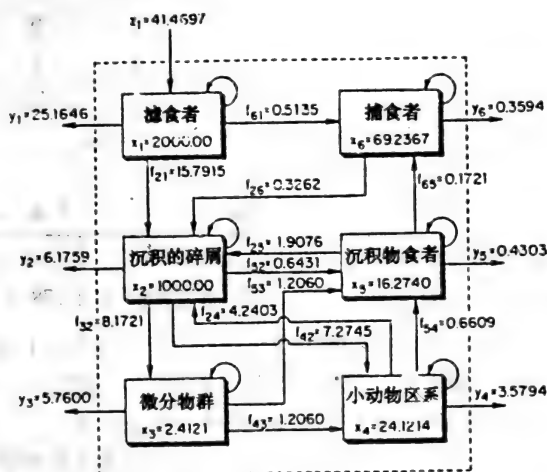 z₁=41.4697
滤食者
x₁=2000.00
y₁=25.1646
f₆₁=0.5135
捕食者
x₆=69.2367
y₆=0.3594
f₂₁=15.7915
f₂₆=0.3262
f₆₅=0.1721
沉积的碎屑
x₂=1000.00
y₂=6.1759
f₂₅=1.9076
f₅₂=0.6431
f₅₃=1.2060
沉积物食者
x₅=16.2740
y₅=0.4303
f₃₂=8.1721
f₂₄=4.2403
f₄₂=7.2745
f₅₄=0.6609
微分物群
x₃=2.4121
y₃=5.7600
f₄₃=1.2060
小动物区系
x₄=24.1214
y₄=3.5794